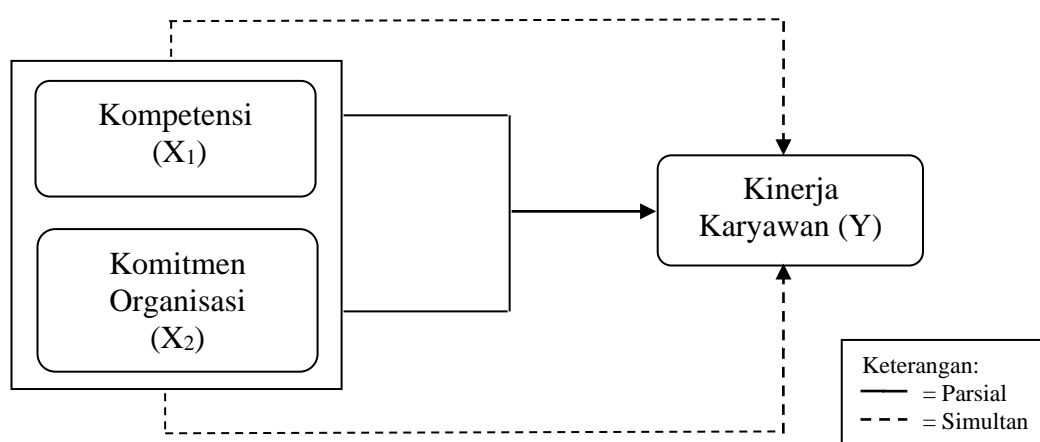 Kompetensi
(X₁)
Kinerja
Karyawan (Y)
Komitmen
Organisasi
(X₂)
Keterangan:
= Parsial
= Simultan